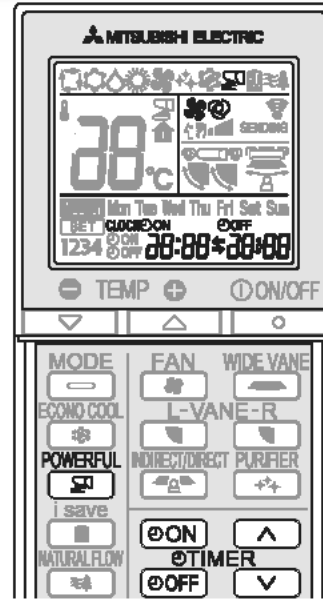 MITSUBISHI ELECTRIC
SENDING
88°C
Mon Tue Wed Thu Fri Sat Sun
SET CLOCK ON OFF
1234 ON OFF 88:88 88:88
TEMP ON/OFF
MODE FAN WIDE VANE
ECONO COOL L-VANE-R
POWERFUL INDIRECT/DIRECT PURIFIER
i save
ON
NATURAL FLOW TIMER
OFF